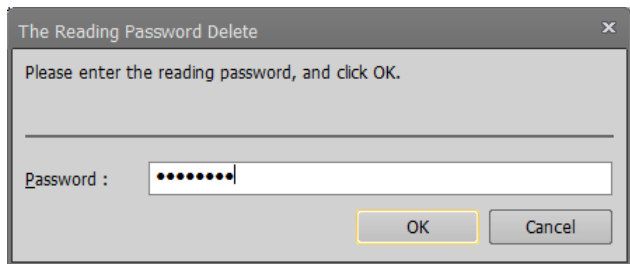 The Reading Password Delete
Please enter the reading password, and click OK.
Password : ••••••••
OK Cancel